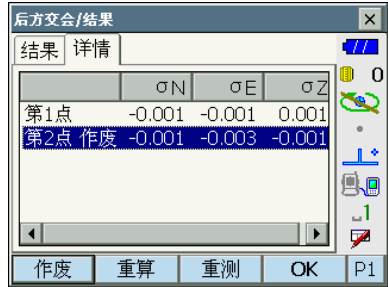 后方交会/结果
结果 详情
σN σE σZ
第1点 -0.001 -0.001 0.001
第2点 作废 -0.001 -0.003 -0.001
0
1
作废 重算 重测 OK P1